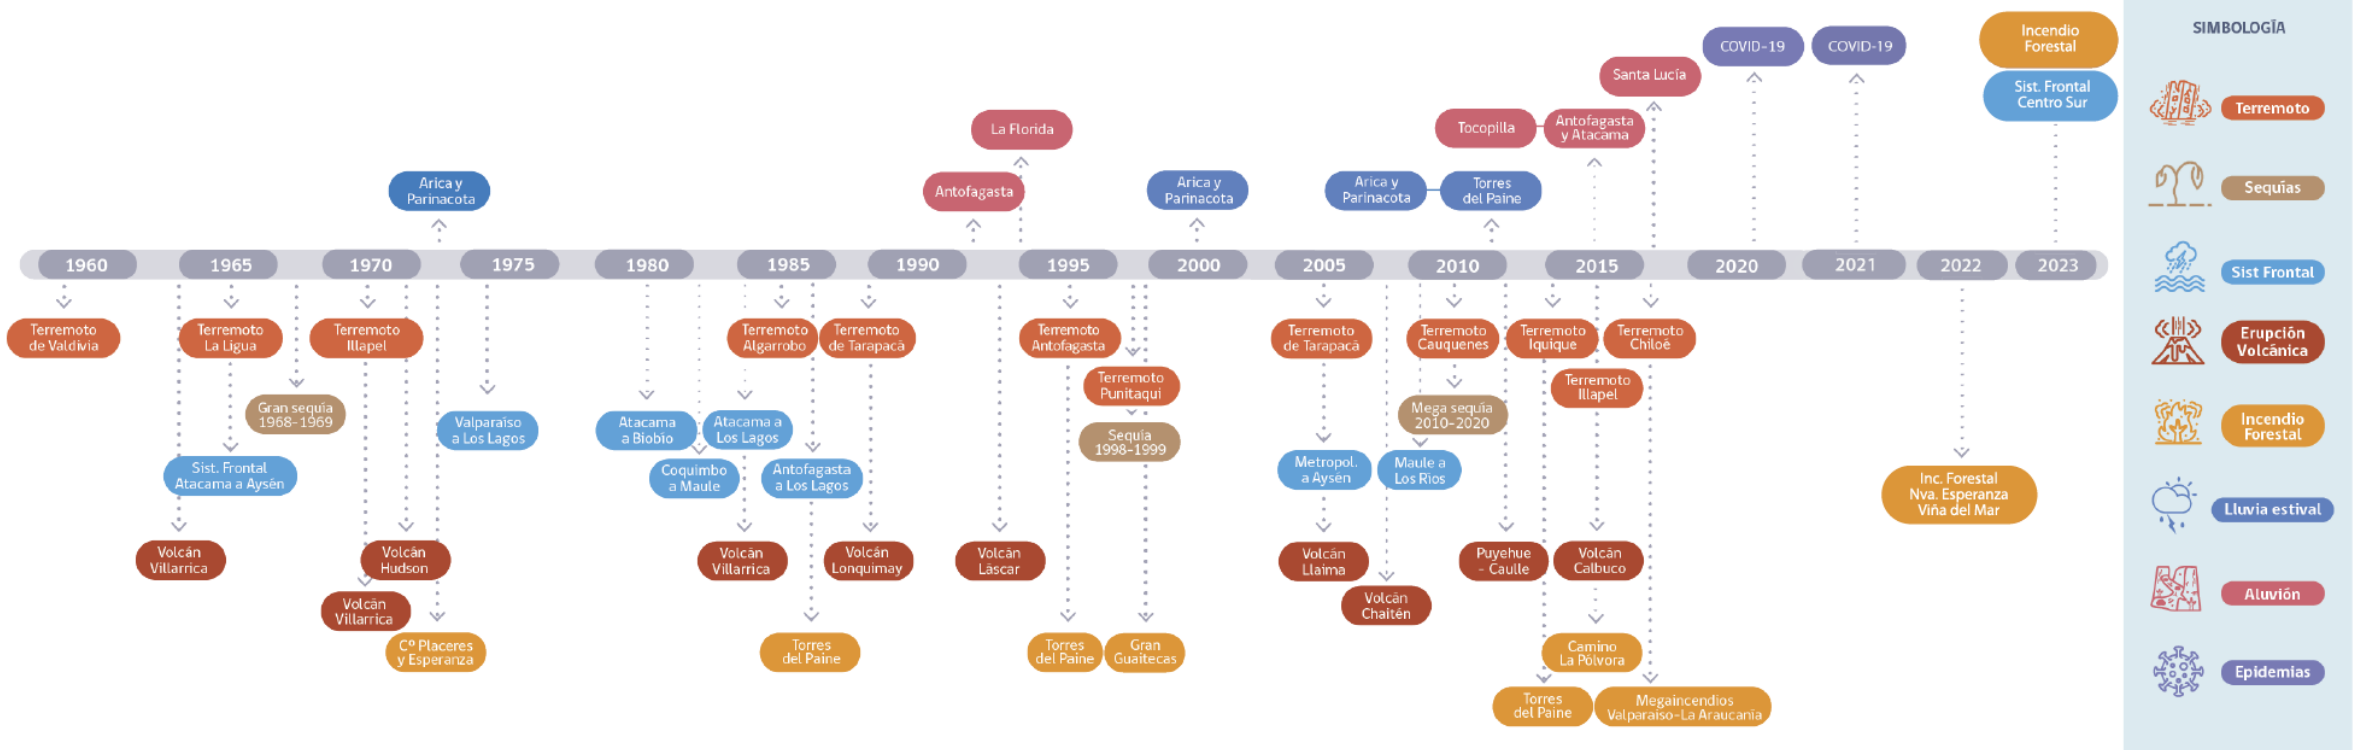 Incendio
Forestal
Sist. Frontal
Centro Sur
COVID-19
COVID-19
Santa Lucía
Tocopilla
Antofagasta
y Atacama
La Florida
Arica y
Parinacota
Antofagasta
Arica y
Parinacota
Arica y
Parinacota
Torres
del Paine
1960
1965
1970
1975
1980
1985
1990
1995
2000
2005
2010
2015
2020
2021
2022
2023
Terremoto
de Valdivia
Terremoto
La Ligua
Terremoto
Illapel
Terremoto
Algarrobo
Terremoto
de Tarapacá
Terremoto
Antofagasta
Terremoto
de Tarapacá
Terremoto
Cauquenes
Terremoto
Iquique
Terremoto
Chiloé
Terremoto
Punitaqui
Terremoto
Illapel
Gran sequía
1968-1969
Valparaíso
a Los Lagos
Atacama
a Biobío
Atacama a
Los Lagos
Sequía
1998-1999
Mega sequía
2010-2020
Sist. Frontal
Atacama a Aysén
Coquimbo
a Maule
Antofagasta
a Los Lagos
Metropol.
a Aysén
Maule a
Los Ríos
Inc. Forestal
Nva. Esperanza
Viña del Mar
Volcán
Villarrica
Volcán
Hudson
Volcán
Villarrica
Volcán
Lonquimay
Volcán
Láscar
Volcán
Llaima
Puyehue
- Caulle
Volcán
Calbuco
Volcán
Villarrica
Volcán
Chaitén
Cº Placeres
y Esperanza
Torres
del Paine
Torres
del Paine
Gran
Guaitecas
Camino
La Pólvora
Torres
del Paine
Megaincendios
Valparaíso-La Araucanía
SIMBOLOGÍA
Terremoto
Sequías
Sist Frontal
Erupción
Volcánica
Incendio
Forestal
Lluvia estival
Aluvión
Epidemias